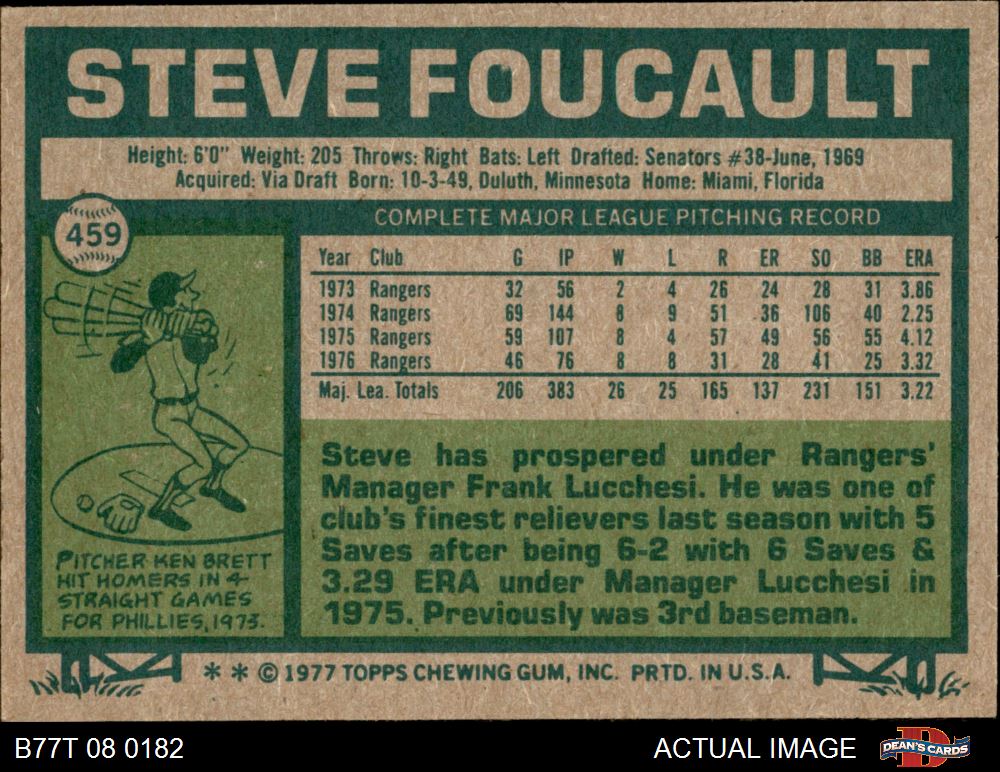 STEVE FOUCAULT
Height: 6'0" Weight: 205 Throws: Right Bats: Left Drafted: Senators #38-June, 1969
Acquired: Via Draft Born: 10-3-49, Duluth, Minnesota Home: Miami, Florida
459
COMPLETE MAJOR LEAGUE PITCHING RECORD
Year Club G IP W L R ER SO BB ERA
1973 Rangers 32 56 2 4 26 24 28 31 3.86
1974 Rangers 69 144 8 9 51 36 106 40 2.25
1975 Rangers 59 107 8 4 57 49 56 55 4.12
1976 Rangers 46 76 8 8 31 28 41 25 3.32
Maj. Lea. Totals 206 383 26 25 165 137 231 151 3.22
Steve has prospered under Rangers'
Manager Frank Lucchesi. He was one of
club's finest relievers last season with 5
Saves after being 6-2 with 6 Saves &
3.29 ERA under Manager Lucchesi in
1975. Previously was 3rd baseman.
PITCHER KEN BRETT
HIT HOMERS IN 4
STRAIGHT GAMES
FOR PHILLIES, 1973.
* * © 1977 TOPPS CHEWING GUM, INC. PRTD. IN U.S.A.
B77T 08 0182
ACTUAL IMAGE
D
DEAN'S CARDS